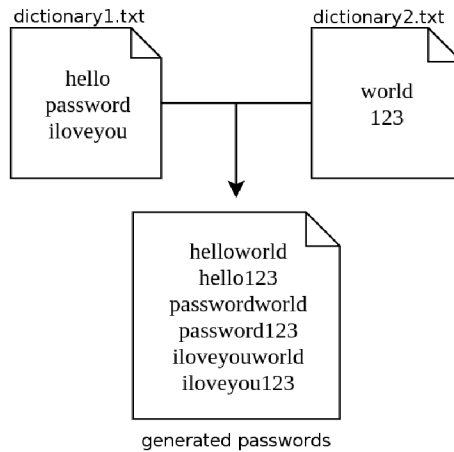 dictionary1.txt
dictionary2.txt
hello
password
iloveyou
world
123
helloworld
hello123
passwordworld
password123
iloveyouworld
iloveyou123
generated passwords